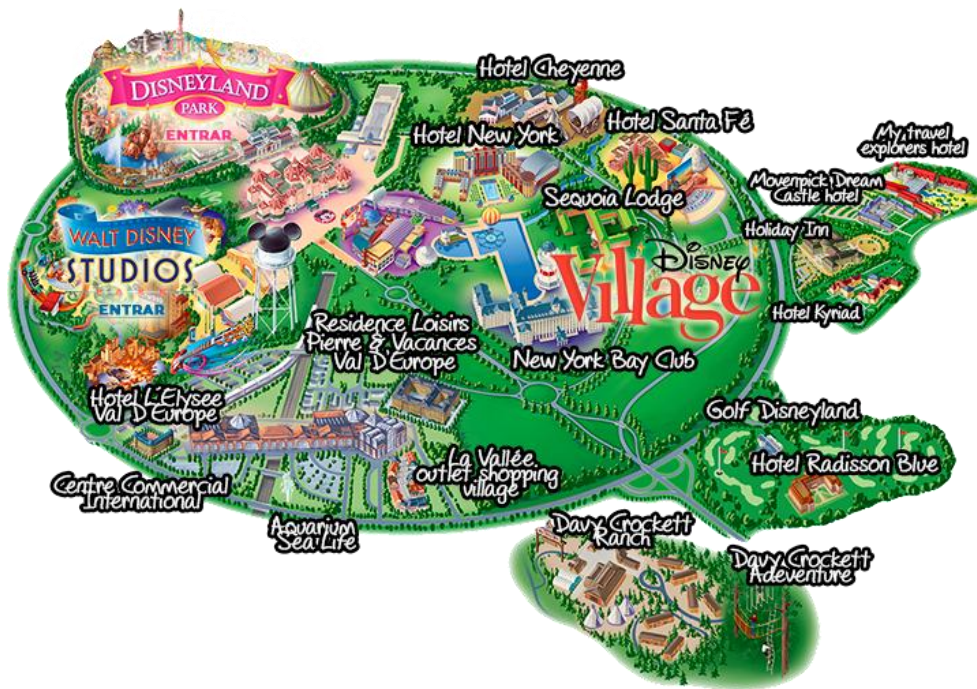 DISNEYLAND
PARK
ENTRAR
Hotel Cheyenne
Hotel New York
Hotel Santa Fé
My travel
explorers hotel
Movenpick Dream
Castle hotel
Sequoia Lodge
Holiday Inn
WALT DISNEY
STUDIOS
ENTRAR
Disney
Village
Hotel Kyriad
Residence Loisirs
Pierre & Vacances
Val D'Europe
New York Bay Club
Hotel L'Elysee
Val D'Europe
Golf Disneyland
Hotel Radisson Blue
La Vallée
outlet shopping
village
Centre Commercial
International
Aquarium
Sea Life
Davy Crockett
Ranch
Davy Crockett
Adeventure